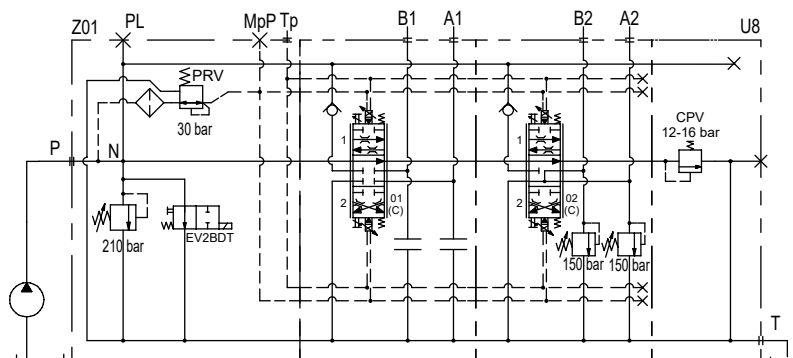 Z01 PL MpP Tp B1 A1 B2 A2 U8
PRV
30 bar
CPV
12-16 bar
1
1
P
N
2
01
(C)
2
02
(C)
210 bar
EV2BDT
150 bar
150 bar
T